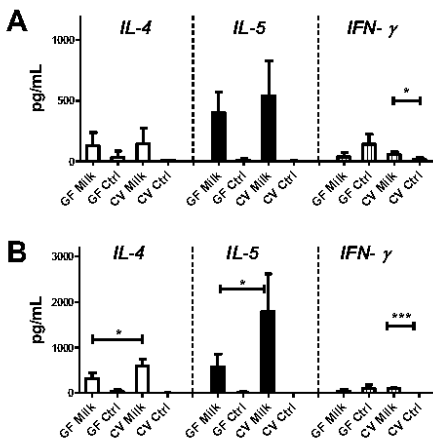 A
IL-4 IL-5 IFN- γ
pg/mL
1000
500
0
*
GF Milk GF Ctrl CV Milk CV Ctrl GF Milk GF Ctrl CV Milk CV Ctrl GF Milk GF Ctrl CV Milk CV Ctrl
B
IL-4 IL-5 IFN- γ
pg/mL
3000
2000
1000
0
* * ***
GF Milk GF Ctrl CV Milk CV Ctrl GF Milk GF Ctrl CV Milk CV Ctrl GF Milk GF Ctrl CV Milk CV Ctrl